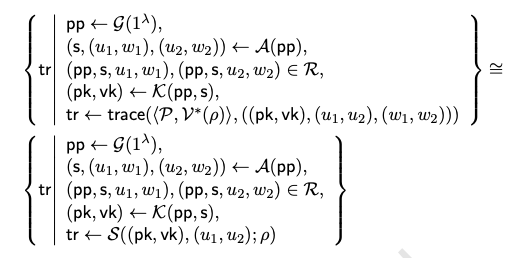 pp ← G(1^λ),
(s, (u₁, w₁), (u₂, w₂)) ← A(pp),
{ tr | (pp, s, u₁, w₁), (pp, s, u₂, w₂) ∈ R, } ≅
(pk, vk) ← K(pp, s),
tr ← trace(⟨P, V*(ρ)⟩, ((pk, vk), (u₁, u₂), (w₁, w₂)))
pp ← G(1^λ),
(s, (u₁, w₁), (u₂, w₂)) ← A(pp),
{ tr | (pp, s, u₁, w₁), (pp, s, u₂, w₂) ∈ R, }
(pk, vk) ← K(pp, s),
tr ← S((pk, vk), (u₁, u₂); ρ)